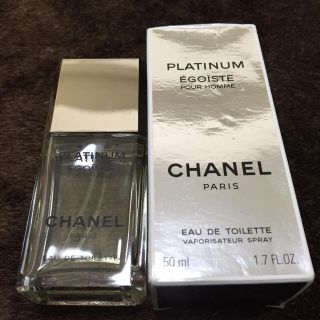 PLATINUM
ÉGOÏSTE
CHANEL
EAU DE TOILETTE
PLATINUM
ÉGOÏSTE
POUR HOMME
CHANEL
PARIS
EAU DE TOILETTE
VAPORISATEUR SPRAY
50 ml 1.7 FL.OZ.